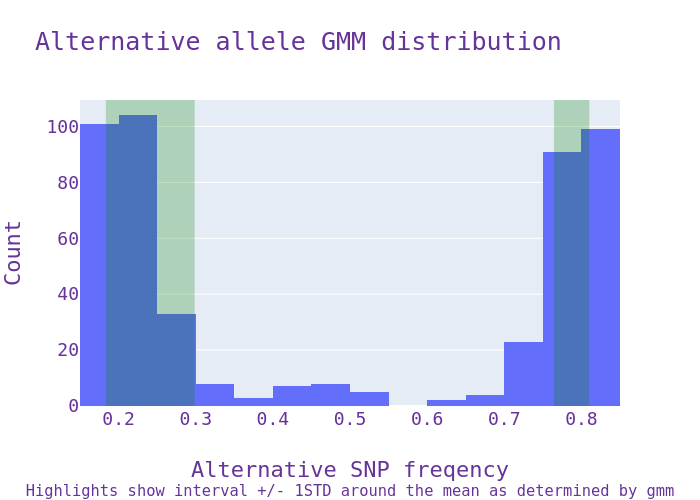 Alternative allele GMM distribution
100
80
60
40
20
0
Count
0.2 0.3 0.4 0.5 0.6 0.7 0.8
Alternative SNP freqency
Highlights show interval +/- 1STD around the mean as determined by gmm